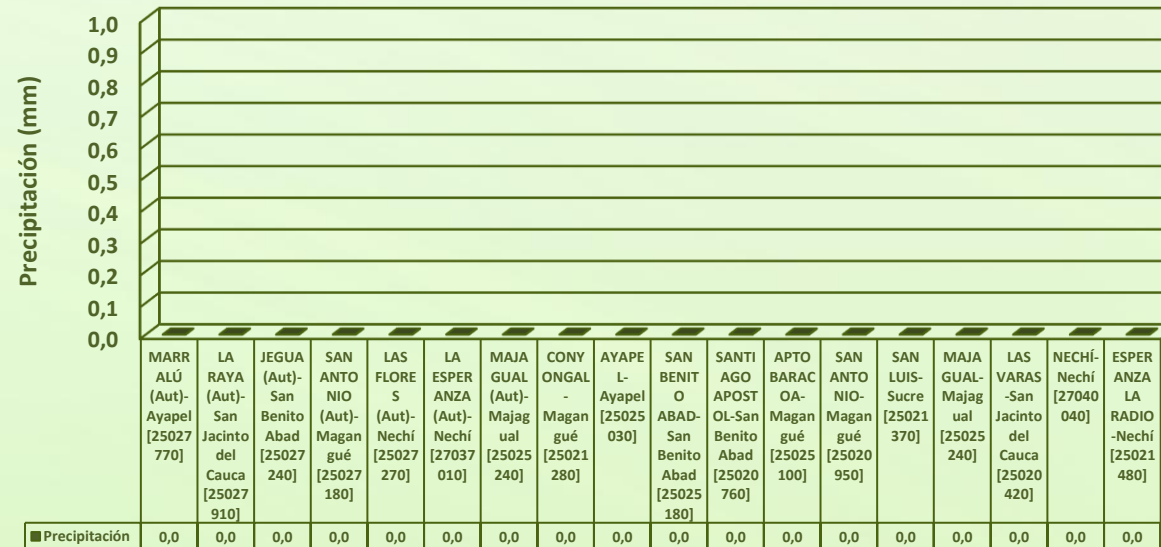 Precipitación (mm)
1,0
0,9
0,8
0,7
0,6
0,5
0,4
0,3
0,2
0,1
0,0
MARR
ALÚ
(Aut)-
Ayapel
[25027
770]
LA
RAYA
(Aut)-
San
Jacinto
del
Cauca
[25027
910]
JEGUA
(Aut)-
San
Benito
Abad
[25027
240]
SAN
ANTO
NIO
(Aut)-
Magan
gué
[25027
180]
LAS
FLORE
S
(Aut)-
Nechí
[25027
270]
LA
ESPER
ANZA
(Aut)-
Nechí
[27037
010]
MAJA
GUAL
(Aut)-
Majag
ual
[25025
240]
CONY
ONGAL
-
Magan
gué
[25021
280]
AYAPE
L-
Ayapel
[25025
030]
SAN
BENIT
O
ABAD-
San
Benito
Abad
[25025
180]
SANTI
AGO
APOST
OL-San
Benito
Abad
[25020
760]
APTO
BARAC
OA-
Magan
gué
[25025
100]
SAN
ANTO
NIO-
Magan
gué
[25020
950]
SAN
LUIS-
Sucre
[25021
370]
MAJA
GUAL-
Majag
ual
[25025
240]
LAS
VARAS
-San
Jacinto
del
Cauca
[25020
420]
NECHÍ-
Nechí
[27040
040]
ESPER
ANZA
LA
RADIO
-Nechí
[25021
480]
Precipitación 0,0 0,0 0,0 0,0 0,0 0,0 0,0 0,0 0,0 0,0 0,0 0,0 0,0 0,0 0,0 0,0 0,0 0,0